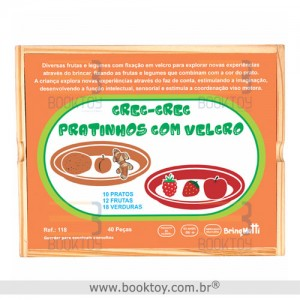 Diversas frutas e legumes com fixação em velcro para explorar novas experiências
através do brincar, fixando as frutas e legumes que combinam com a cor do prato.
A criança explora novas experiências através do faz de conta, estimulando a imaginação,
desenvolvendo a função intelectual, sensorial e estimula a coordenação viso motora.
CREC-CREC
PRATINHOS COM VELCRO
10 PRATOS
12 FRUTAS
18 VERDURAS
Ref.: 118
40 Peças
BrinqMutti
BOOKTOY
www.booktoy.com.br®